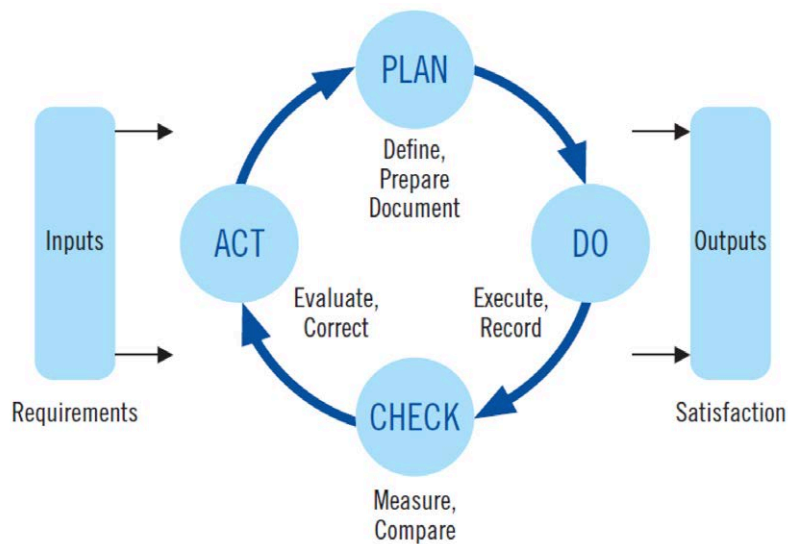 PLAN
Define,
Prepare
Document
Inputs
ACT
DO
Outputs
Evaluate,
Correct
Execute,
Record
Requirements
CHECK
Satisfaction
Measure,
Compare